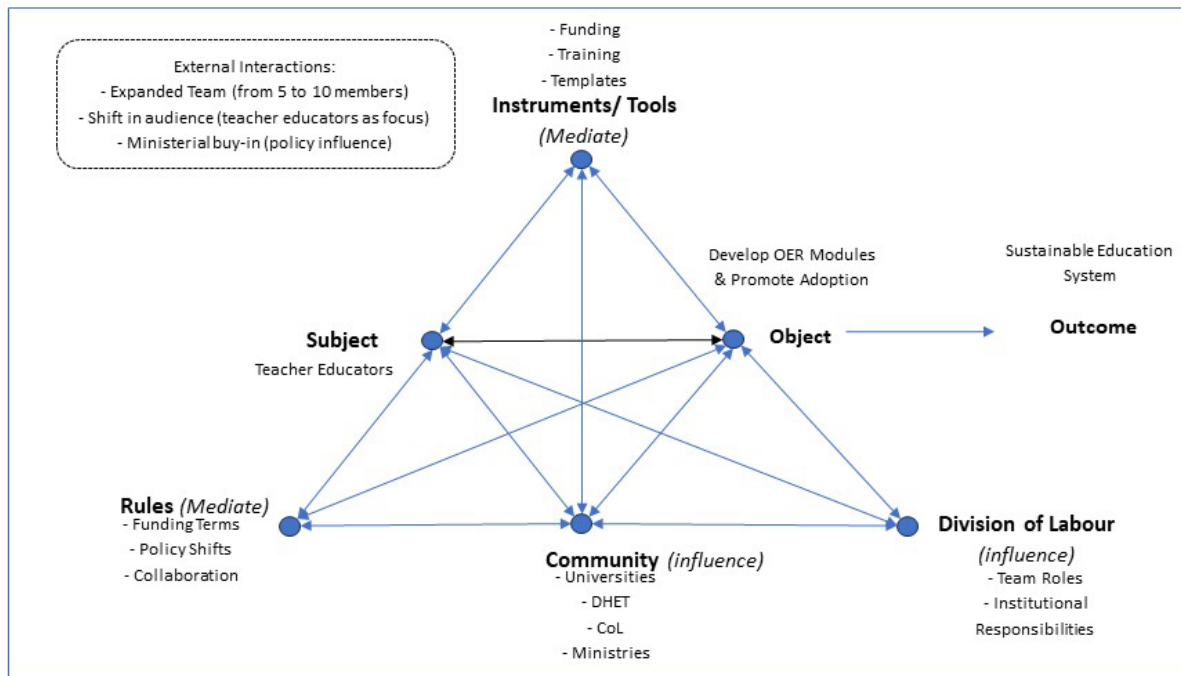 External Interactions:
- Expanded Team (from 5 to 10 members)
- Shift in audience (teacher educators as focus)
- Ministerial buy-in (policy influence)
- Funding
- Training
- Templates
Instruments/ Tools
(Mediate)
Develop OER Modules
& Promote Adoption
Sustainable Education
System
Subject
Teacher Educators
Object
Outcome
Rules (Mediate)
- Funding Terms
- Policy Shifts
- Collaboration
Community (influence)
- Universities
- DHET
- CoL
- Ministries
Division of Labour
(influence)
- Team Roles
- Institutional
Responsibilities